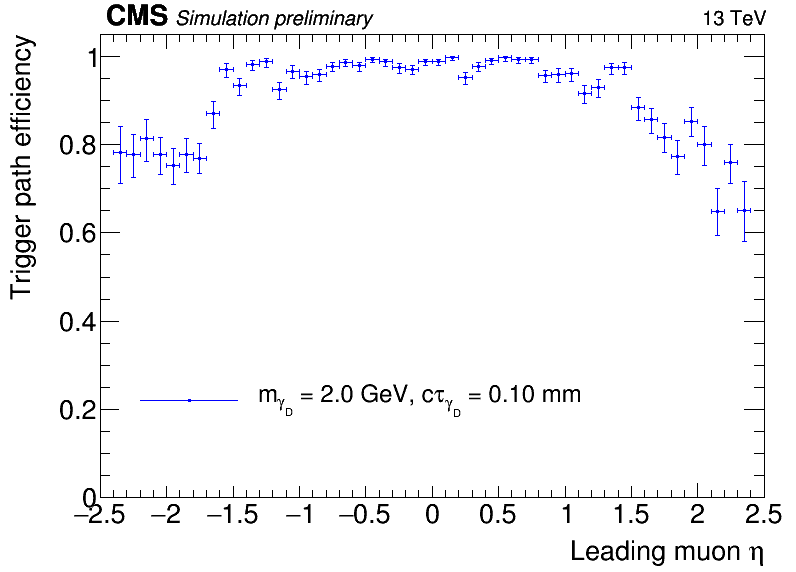 CMS Simulation preliminary 13 TeV
Trigger path efficiency
1
0.8
0.6
0.4
0.2
0
m_γ_D = 2.0 GeV, cτ_γ_D = 0.10 mm
−2.5 −2 −1.5 −1 −0.5 0 0.5 1 1.5 2 2.5
Leading muon η